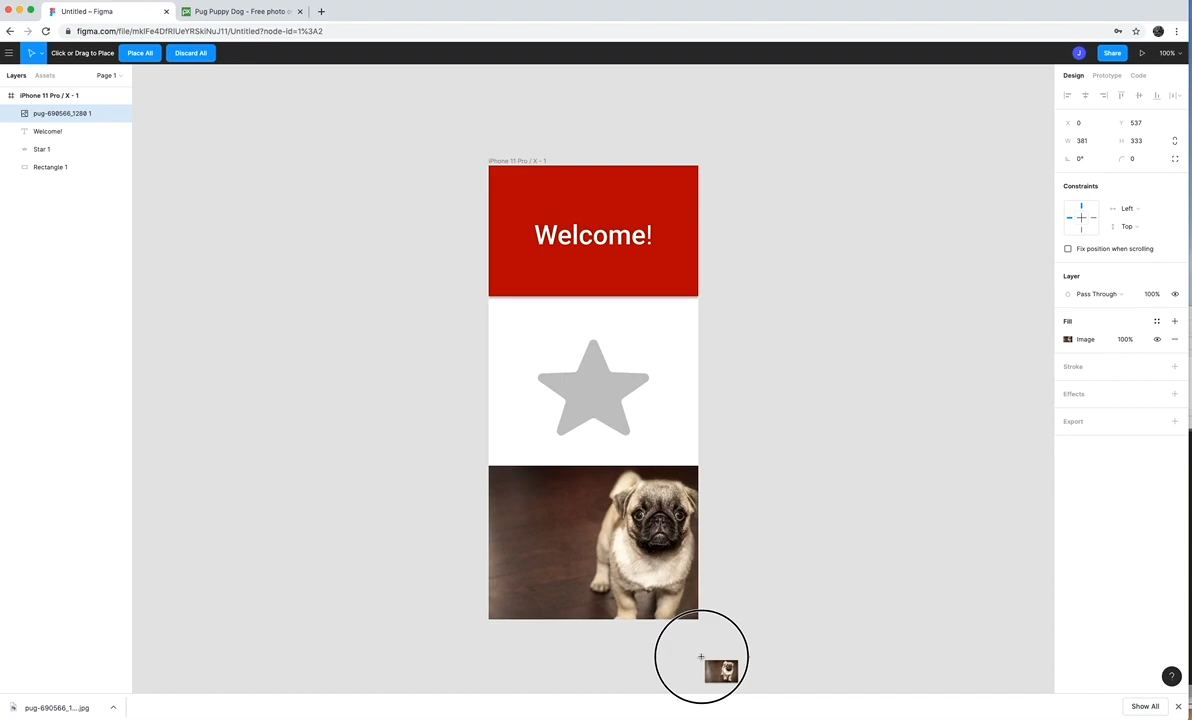 Untitled – Figma
Pug Puppy Dog - Free photo o
figma.com/file/mklFe4DfRlUeYRSkiNuJ11/Untitled?node-id=1%3A2
Click or Drag to Place
Place All
Discard All
J
Share
100%
Layers
Assets
Page 1
iPhone 11 Pro / X - 1
pug-690566_1280 1
Welcome!
Star 1
Rectangle 1
iPhone 11 Pro / X - 1
Welcome!
Design
Prototype
Code
X 0
Y 537
W 381
H 333
0°
0
Constraints
Left
Top
Fix position when scrolling
Layer
Pass Through
100%
Fill
Image
100%
Stroke
Effects
Export
?
pug-690566_1....jpg
Show All